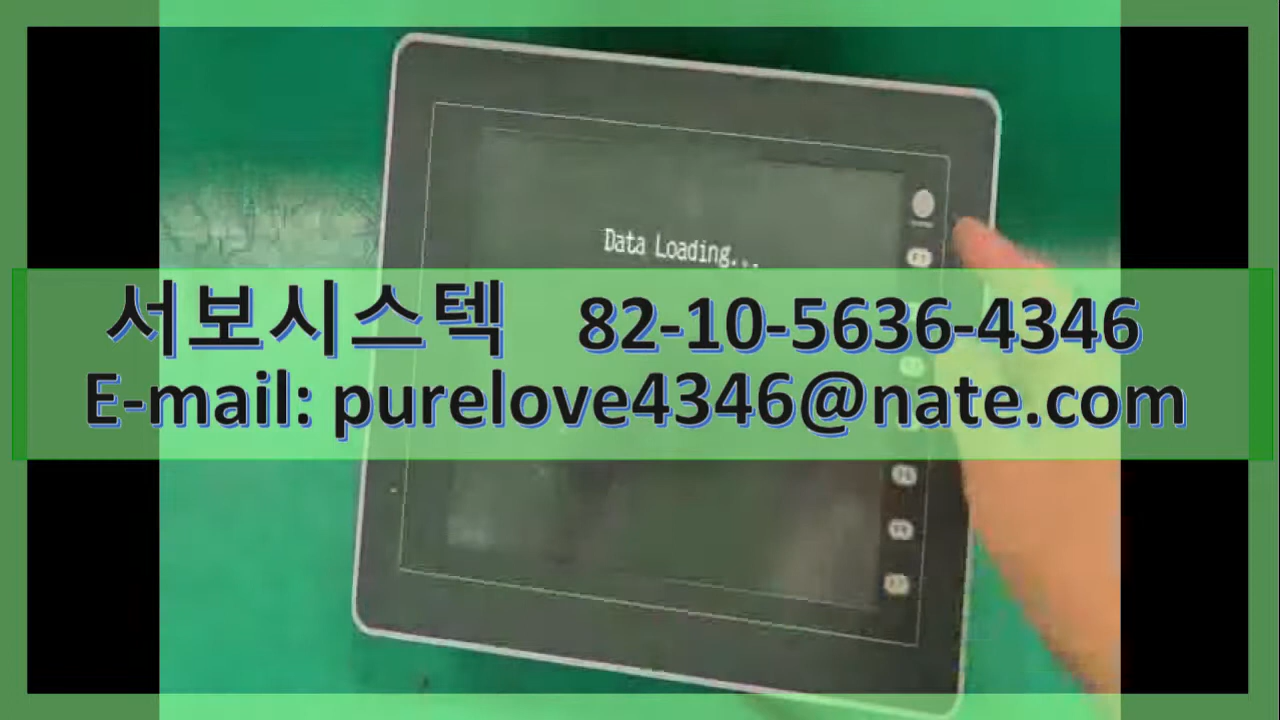 Data Loading...
서보시스텍 82-10-5636-4346
E-mail: purelove4346@nate.com